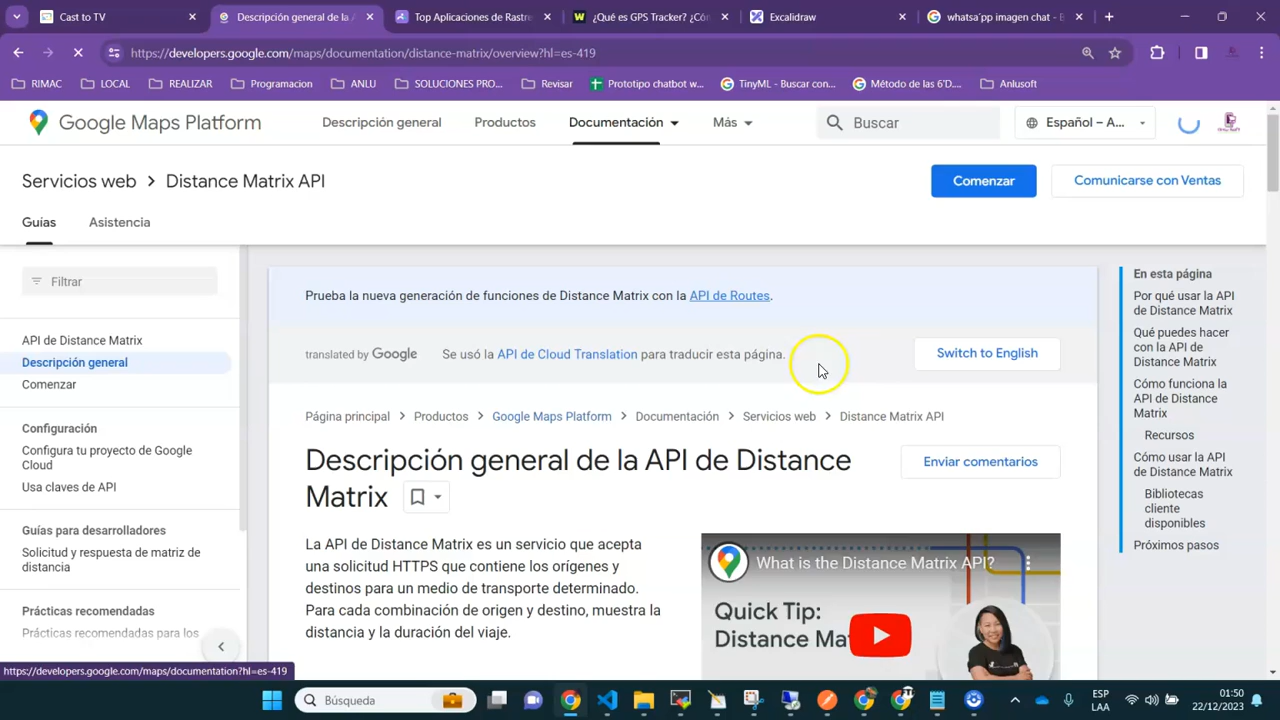 Cast to TV
Descripción general de la A
Top Aplicaciones de Rastre
¿Qué es GPS Tracker? ¿Có
Excalidraw
whatsa'pp imagen chat - B
https://developers.google.com/maps/documentation/distance-matrix/overview?hl=es-419
RIMAC
LOCAL
REALIZAR
Programacion
ANLU
SOLUCIONES PRO...
Revisar
Prototipo chatbot w...
TinyML - Buscar con...
Método de las 6'D....
Anlusoft
Google Maps Platform
Descripción general
Productos
Documentación
Más
Buscar
Español – A...
Servicios web > Distance Matrix API
Comenzar
Comunicarse con Ventas
Guías
Asistencia
Filtrar
API de Distance Matrix
Descripción general
Comenzar
Configuración
Configura tu proyecto de Google
Cloud
Usa claves de API
Guías para desarrolladores
Solicitud y respuesta de matriz de
distancia
Prácticas recomendadas
Prácticas recomendadas para los
Prueba la nueva generación de funciones de Distance Matrix con la API de Routes.
translated by Google
Se usó la API de Cloud Translation para traducir esta página.
Switch to English
Página principal > Productos > Google Maps Platform > Documentación > Servicios web > Distance Matrix API
Descripción general de la API de Distance
Matrix
Enviar comentarios
La API de Distance Matrix es un servicio que acepta
una solicitud HTTPS que contiene los orígenes y
destinos para un medio de transporte determinado.
Para cada combinación de origen y destino, muestra la
distancia y la duración del viaje.
What is the Distance Matrix API?
Quick Tip:
Distance Ma
En esta página
Por qué usar la API
de Distance Matrix
Qué puedes hacer
con la API de
Distance Matrix
Cómo funciona la
API de Distance
Matrix
Recursos
Cómo usar la API
de Distance Matrix
Bibliotecas
cliente
disponibles
Próximos pasos
https://developers.google.com/maps/documentation?hl=es-419
Búsqueda
ESP
LAA
01:50
22/12/2023